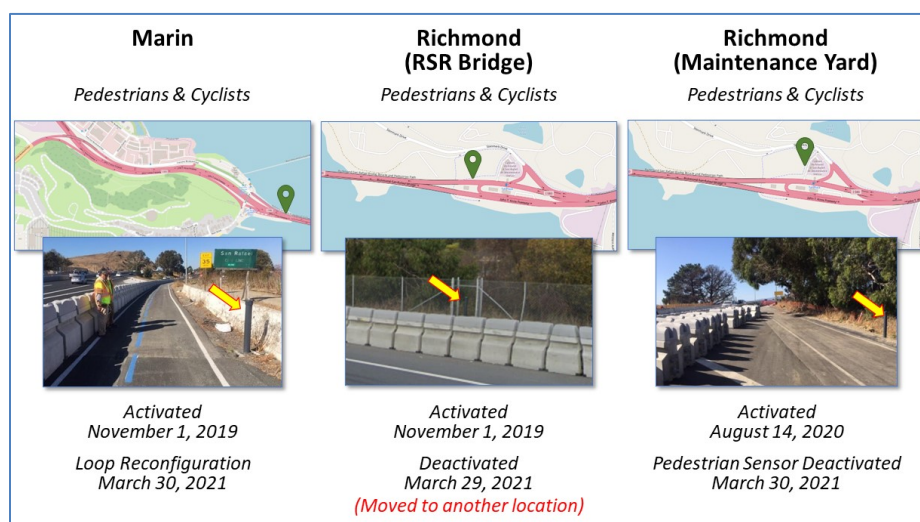 Marin
Pedestrians & Cyclists
Activated
November 1, 2019
Loop Reconfiguration
March 30, 2021
Richmond
(RSR Bridge)
Pedestrians & Cyclists
Activated
November 1, 2019
Deactivated
March 29, 2021
(Moved to another location)
Richmond
(Maintenance Yard)
Pedestrians & Cyclists
Activated
August 14, 2020
Pedestrian Sensor Deactivated
March 30, 2021